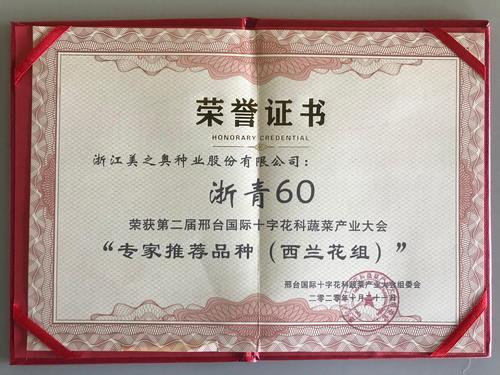 荣誉证书
HONORARY CREDENTIAL
浙江美之奥种业股份有限公司：
浙青60
荣获第二届邢台国际十字花科蔬菜产业大会
“专家推荐品种（西兰花组）”
邢台国际十字花科蔬菜产业大会组委会
二零二零年十月二十一日